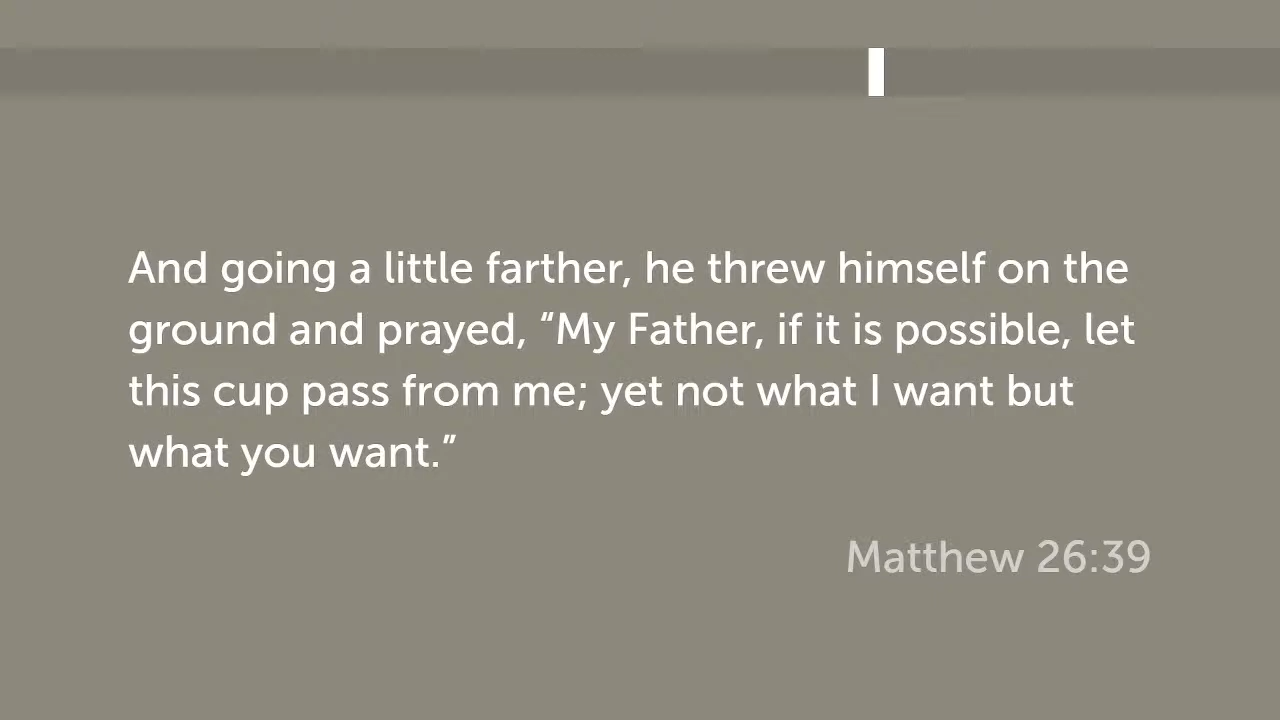 And going a little farther, he threw himself on the
ground and prayed, “My Father, if it is possible, let
this cup pass from me; yet not what I want but
what you want.”
Matthew 26:39